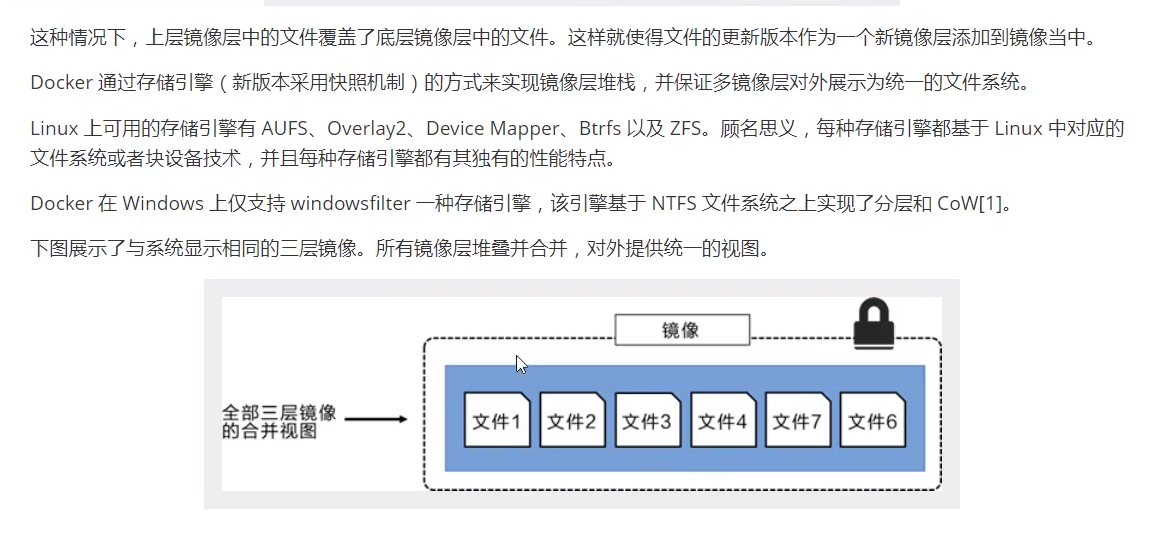 这种情况下，上层镜像层中的文件覆盖了底层镜像层中的文件。这样就使得文件的更新版本作为一个新镜像层添加到镜像当中。
Docker 通过存储引擎（新版本采用快照机制）的方式来实现镜像层堆栈，并保证多镜像层对外展示为统一的文件系统。
Linux 上可用的存储引擎有 AUFS、Overlay2、Device Mapper、Btrfs 以及 ZFS。顾名思义，每种存储引擎都基于 Linux 中对应的
文件系统或者块设备技术，并且每种存储引擎都有其独有的性能特点。
Docker 在 Windows 上仅支持 windowsfilter 一种存储引擎，该引擎基于 NTFS 文件系统之上实现了分层和 CoW[1]。
下图展示了与系统显示相同的三层镜像。所有镜像层堆叠并合并，对外提供统一的视图。
镜像
全部三层镜像
的合并视图
文件1 文件2 文件3 文件4 文件7 文件6